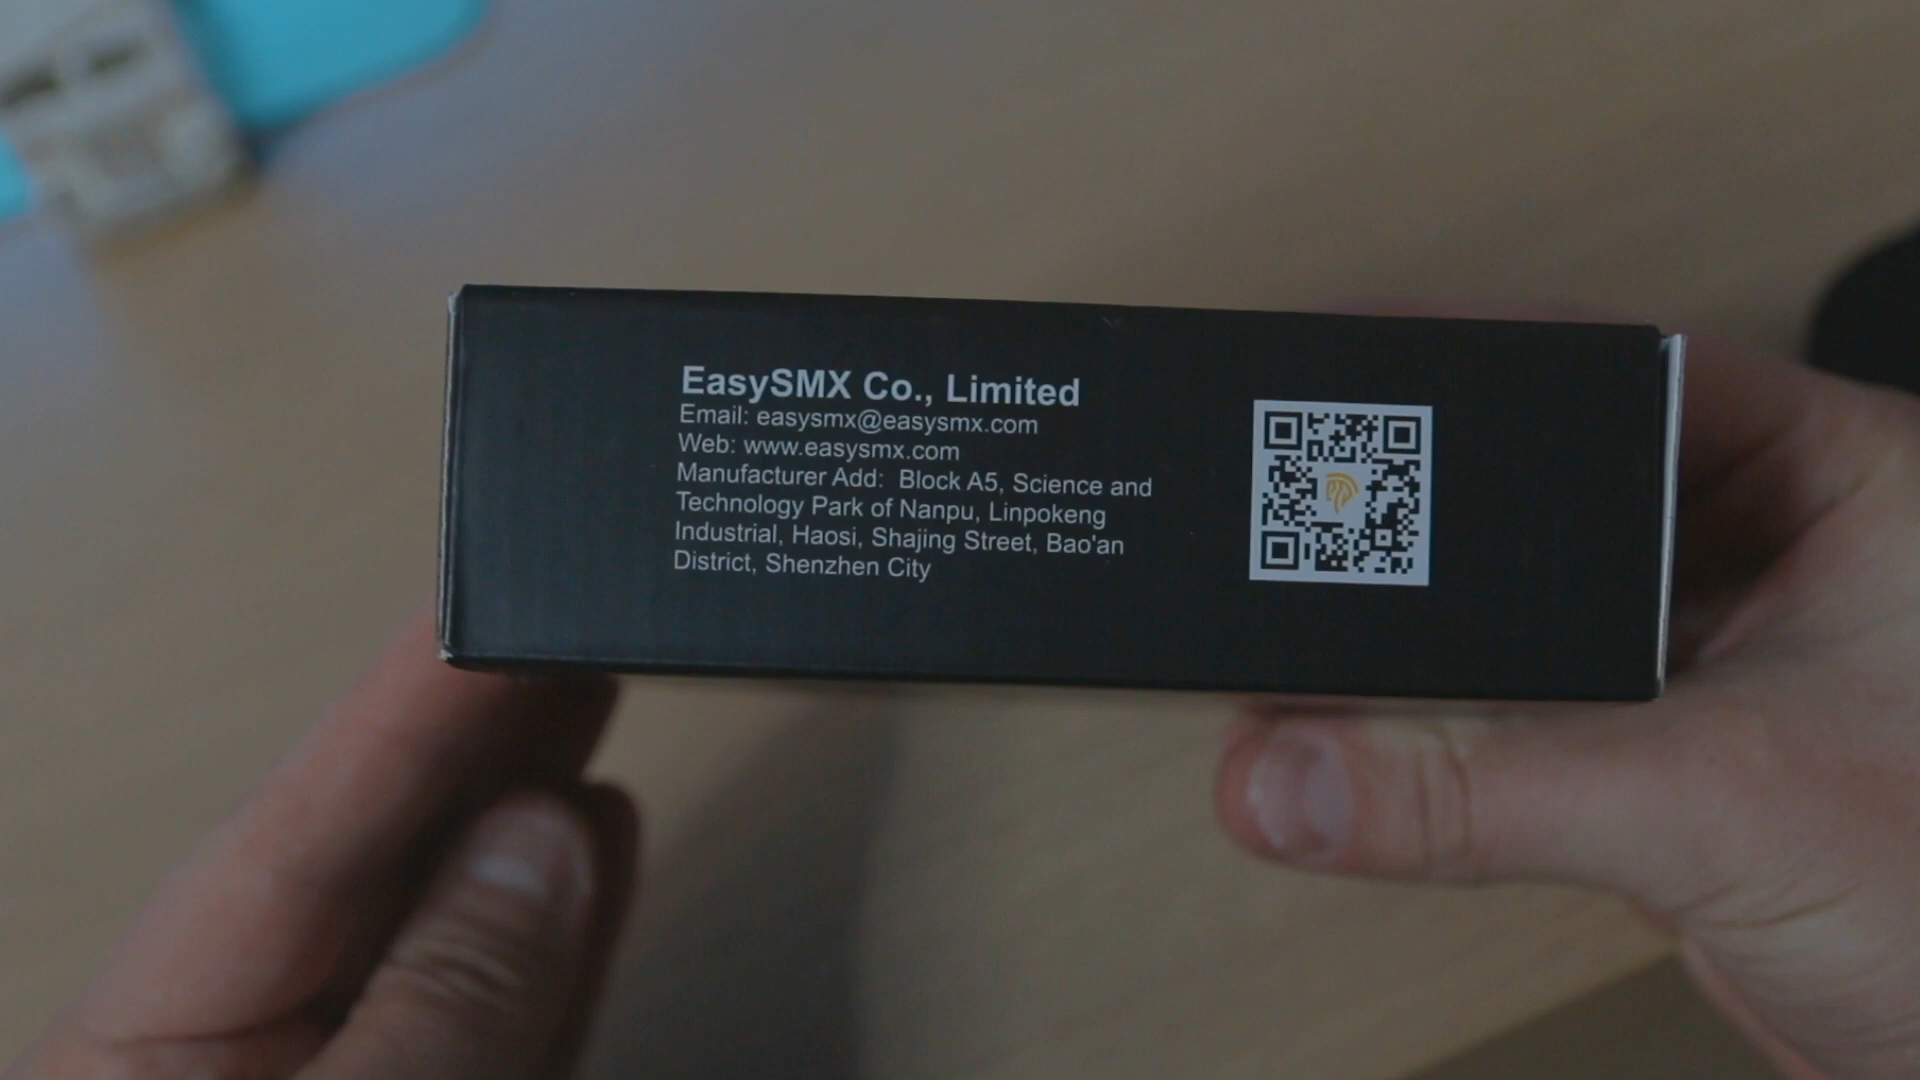 EasySMX Co., Limited
Email: easysmx@easysmx.com
Web: www.easysmx.com
Manufacturer Add:  Block A5, Science and
Technology Park of Nanpu, Linpokeng
Industrial, Haosi, Shajing Street, Bao'an
District, Shenzhen City